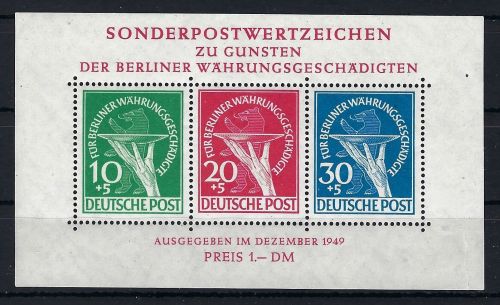 SONDERPOSTWERTZEICHEN
ZU GUNSTEN
DER BERLINER WÄHRUNGSGESCHÄDIGTEN
FÜR BERLINER WÄHRUNGSGESCHÄDIGTE
10
+5
DEUTSCHE POST
FÜR BERLINER WÄHRUNGSGESCHÄDIGTE
20
+5
DEUTSCHE POST
FÜR BERLINER WÄHRUNGSGESCHÄDIGTE
30
+5
DEUTSCHE POST
AUSGEGEBEN IM DEZEMBER 1949
PREIS 1.— DM